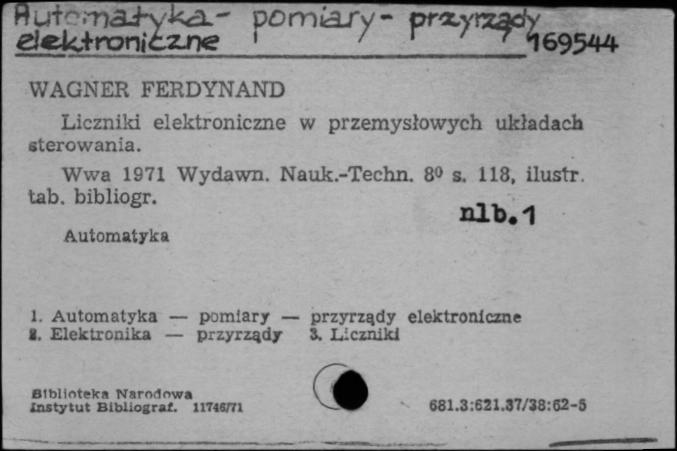 Automatyka - pomiary - przyrządy
elektroniczne 169544
WAGNER FERDYNAND
Liczniki elektroniczne w przemysłowych układach
sterowania.
Wwa 1971 Wydawn. Nauk.-Techn. 8⁰ s. 118, ilustr.
tab. bibliogr.
nlb. 1
Automatyka
1. Automatyka — pomiary — przyrządy elektroniczne
2. Elektronika — przyrządy 3. Liczniki
Biblioteka Narodowa
Instytut Bibliograf. 11746/71
681.3:621.37/38:62-5